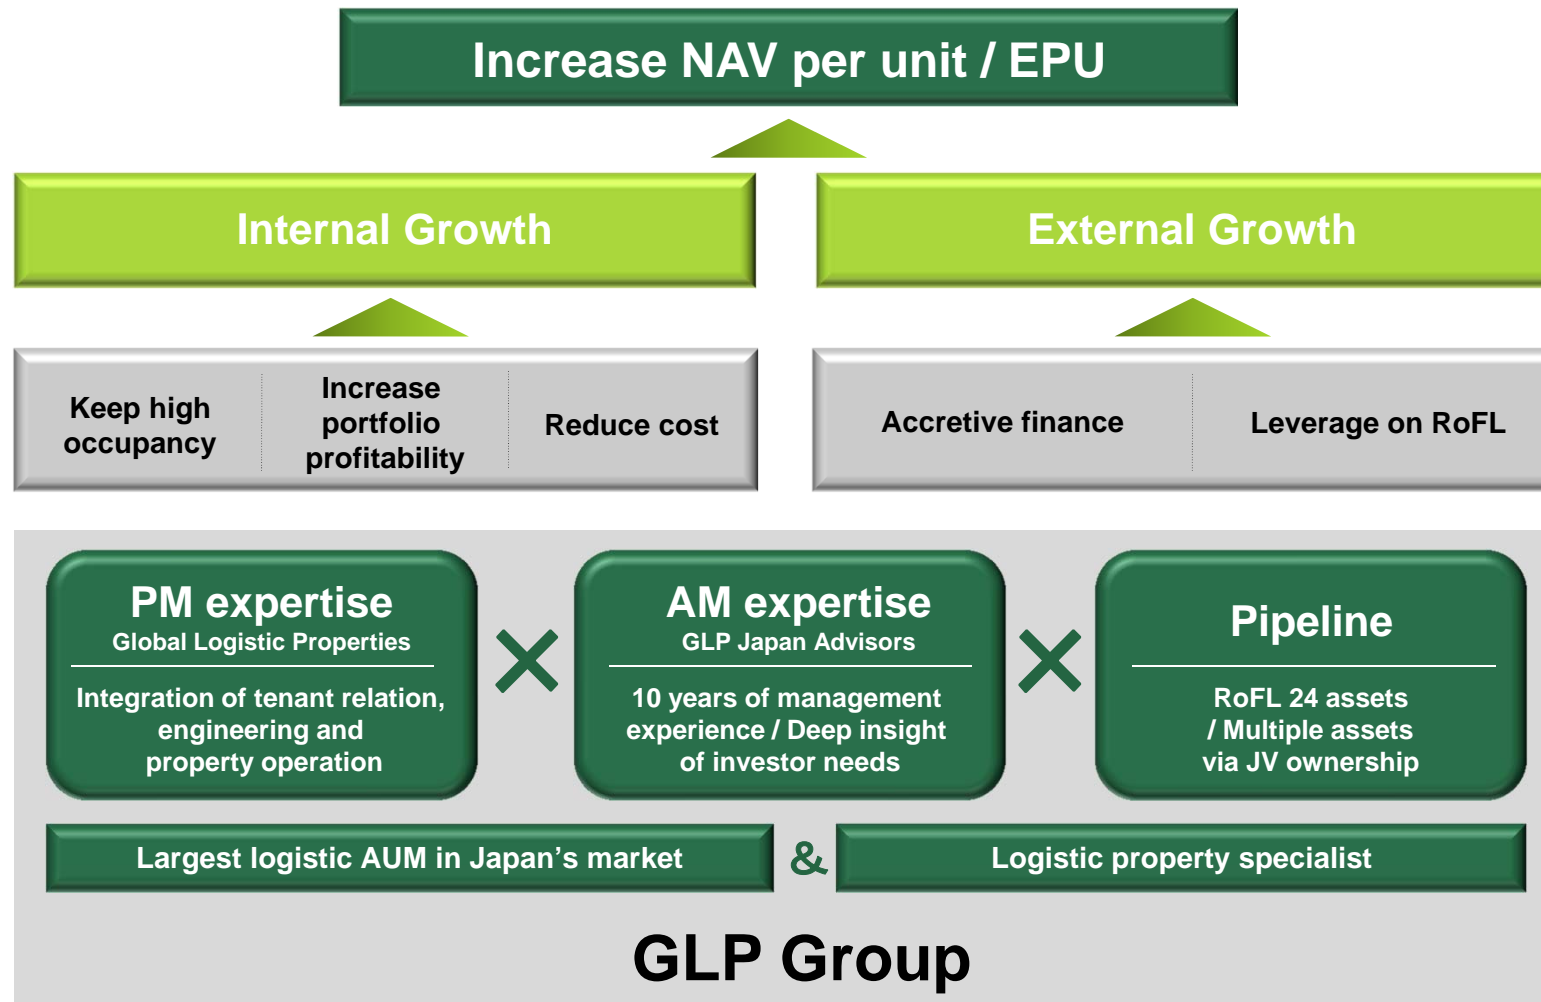 Increase NAV per unit / EPU
Internal Growth
External Growth
Keep high
occupancy
Increase
portfolio
profitability
Reduce cost
Accretive finance
Leverage on RoFL
PM expertise
Global Logistic Properties
Integration of tenant relation,
engineering and
property operation
×
AM expertise
GLP Japan Advisors
10 years of management
experience / Deep insight
of investor needs
×
Pipeline
RoFL 24 assets
/ Multiple assets
via JV ownership
Largest logistic AUM in Japan’s market
&
Logistic property specialist
GLP Group